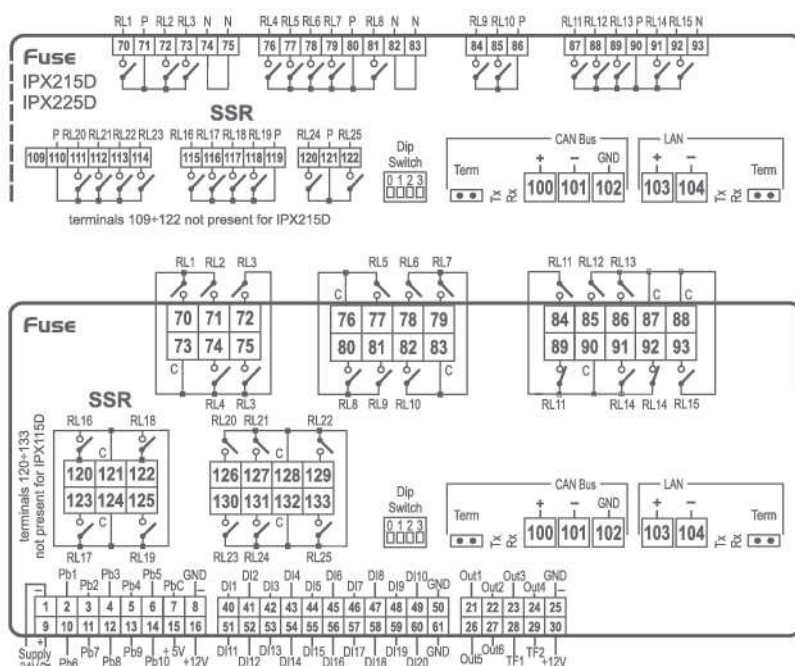 RL1 P RL2 RL3 N N RL4 RL5 RL6 RL7 P RL8 N N RL9 RL10 P RL11 RL12 RL13 P RL14 RL15 N
70 71 72 73 74 75 76 77 78 79 80 81 82 83 84 85 86 87 88 89 90 91 92 93
Fuse
IPX215D
IPX225D
SSR
P RL20 RL21 RL22 RL23 RL16 RL17 RL18 RL19 P RL24 P RL25
109 110 111 112 113 114 115 116 117 118 119 120 121 122
Dip
Switch
0 1 2 3
Term
Tx
Rx
CAN Bus
+ − GND
100 101 102
LAN
+ −
103 104
Tx
Rx
Term
terminals 109÷122 not present for IPX215D
RL1 RL2 RL3 RL5 RL6 RL7 RL11 RL12 RL13
C C C
Fuse
70 71 72 76 77 78 79 84 85 86 87 88
73 74 75 80 81 82 83 89 90 91 92 93
C C C
RL4 RL3 RL8 RL9 RL10 RL11 RL14 RL14 RL15
SSR
RL16 RL18 RL20 RL21 RL22
C C
120 121 122 126 127 128 129
123 124 125 130 131 132 133
C C
RL17 RL19 RL23 RL24 RL25
terminals 120÷133
not present for IPX115D
Dip
Switch
0 1 2 3
Term
Tx
Rx
CAN Bus
+ − GND
100 101 102
LAN
+ −
103 104
Tx
Rx
Term
Pb1 Pb2 Pb3 Pb4 Pb5 PbC GND DI1 DI2 DI3 DI4 DI5 DI6 DI7 DI8 DI9 DI10 GND Out1 Out2 Out3 Out4 GND
− − −
1 2 3 4 5 6 7 8 40 41 42 43 44 45 46 47 48 49 50 21 22 23 24 25
9 10 11 12 13 14 15 16 51 52 53 54 55 56 57 58 59 60 61 26 27 28 29 30
+
Supply Pb6 Pb7 Pb8 Pb9 Pb10 +5V +12V DI11 DI12 DI13 DI14 DI15 DI16 DI17 DI18 DI19 DI20 GND Out5 Out6 TF1 TF2 +12V